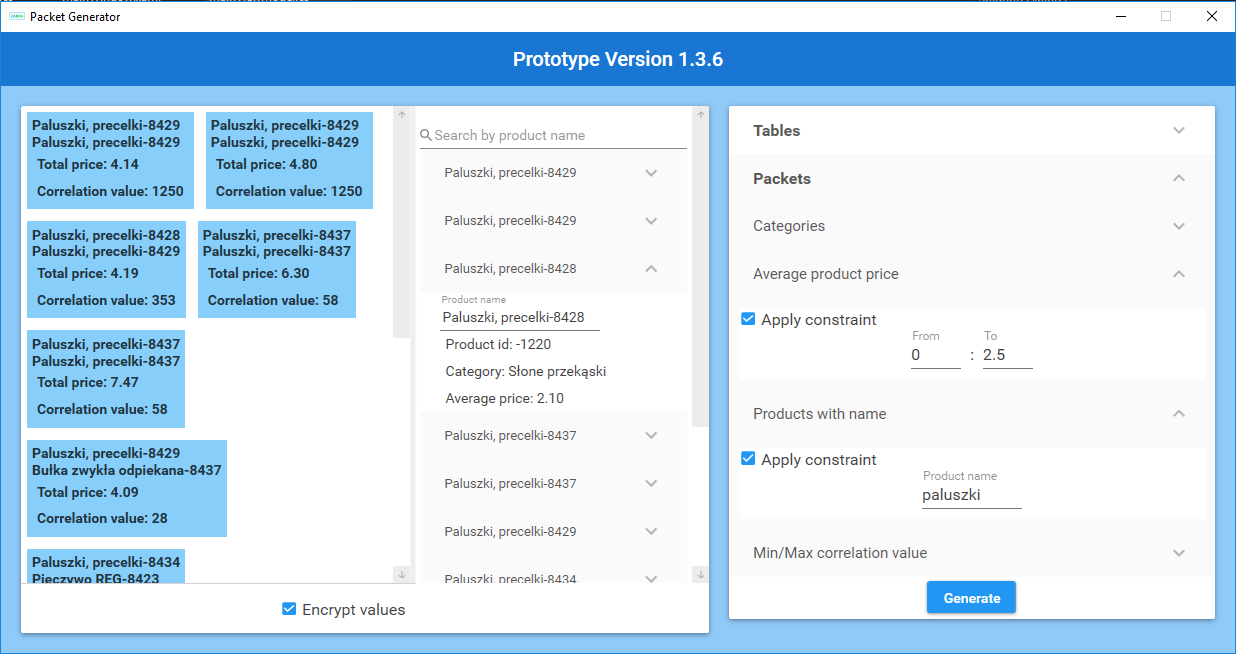 Packet Generator
Prototype Version 1.3.6
Paluszki, precelki-8429
Paluszki, precelki-8429
Total price: 4.14
Correlation value: 1250
Paluszki, precelki-8429
Paluszki, precelki-8429
Total price: 4.80
Correlation value: 1250
Paluszki, precelki-8428
Paluszki, precelki-8429
Total price: 4.19
Correlation value: 353
Paluszki, precelki-8437
Paluszki, precelki-8437
Total price: 6.30
Correlation value: 58
Paluszki, precelki-8437
Paluszki, precelki-8437
Total price: 7.47
Correlation value: 58
Paluszki, precelki-8429
Bułka zwykła odpiekana-8437
Total price: 4.09
Correlation value: 28
Paluszki, precelki-8434
Pieczywo REG-8423
Search by product name
Paluszki, precelki-8429
Paluszki, precelki-8429
Paluszki, precelki-8428
Product name
Paluszki, precelki-8428
Product id: -1220
Category: Słone przekąski
Average price: 2.10
Paluszki, precelki-8437
Paluszki, precelki-8437
Paluszki, precelki-8429
Paluszki, precelki-8434
Encrypt values
Tables
Packets
Categories
Average product price
Apply constraint
From To
0 : 2.5
Products with name
Apply constraint
Product name
paluszki
Min/Max correlation value
Generate